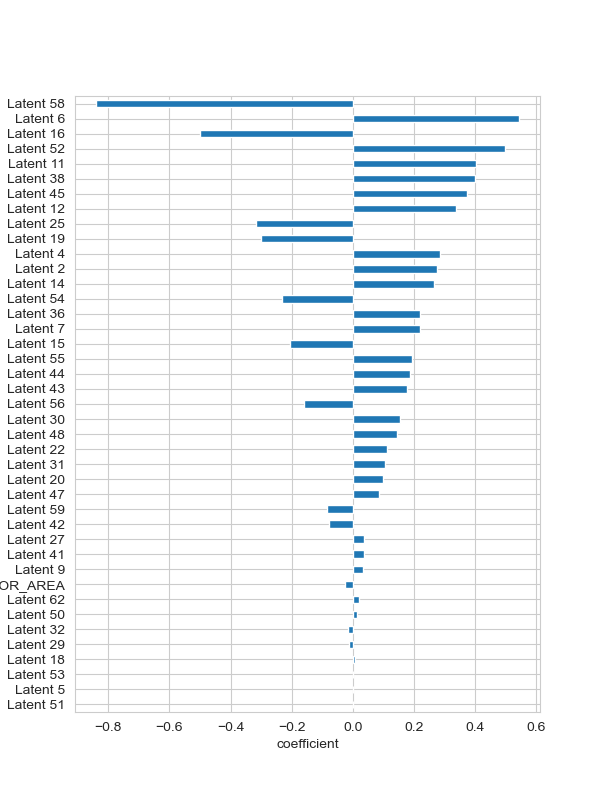 Latent 58
Latent 6
Latent 16
Latent 52
Latent 11
Latent 38
Latent 45
Latent 12
Latent 25
Latent 19
Latent 4
Latent 2
Latent 14
Latent 54
Latent 36
Latent 7
Latent 15
Latent 55
Latent 44
Latent 43
Latent 56
Latent 30
Latent 48
Latent 22
Latent 31
Latent 20
Latent 47
Latent 59
Latent 42
Latent 27
Latent 41
Latent 9
OR_AREA
Latent 62
Latent 50
Latent 32
Latent 29
Latent 18
Latent 53
Latent 5
Latent 51
−0.8 −0.6 −0.4 −0.2 0.0 0.2 0.4 0.6
coefficient